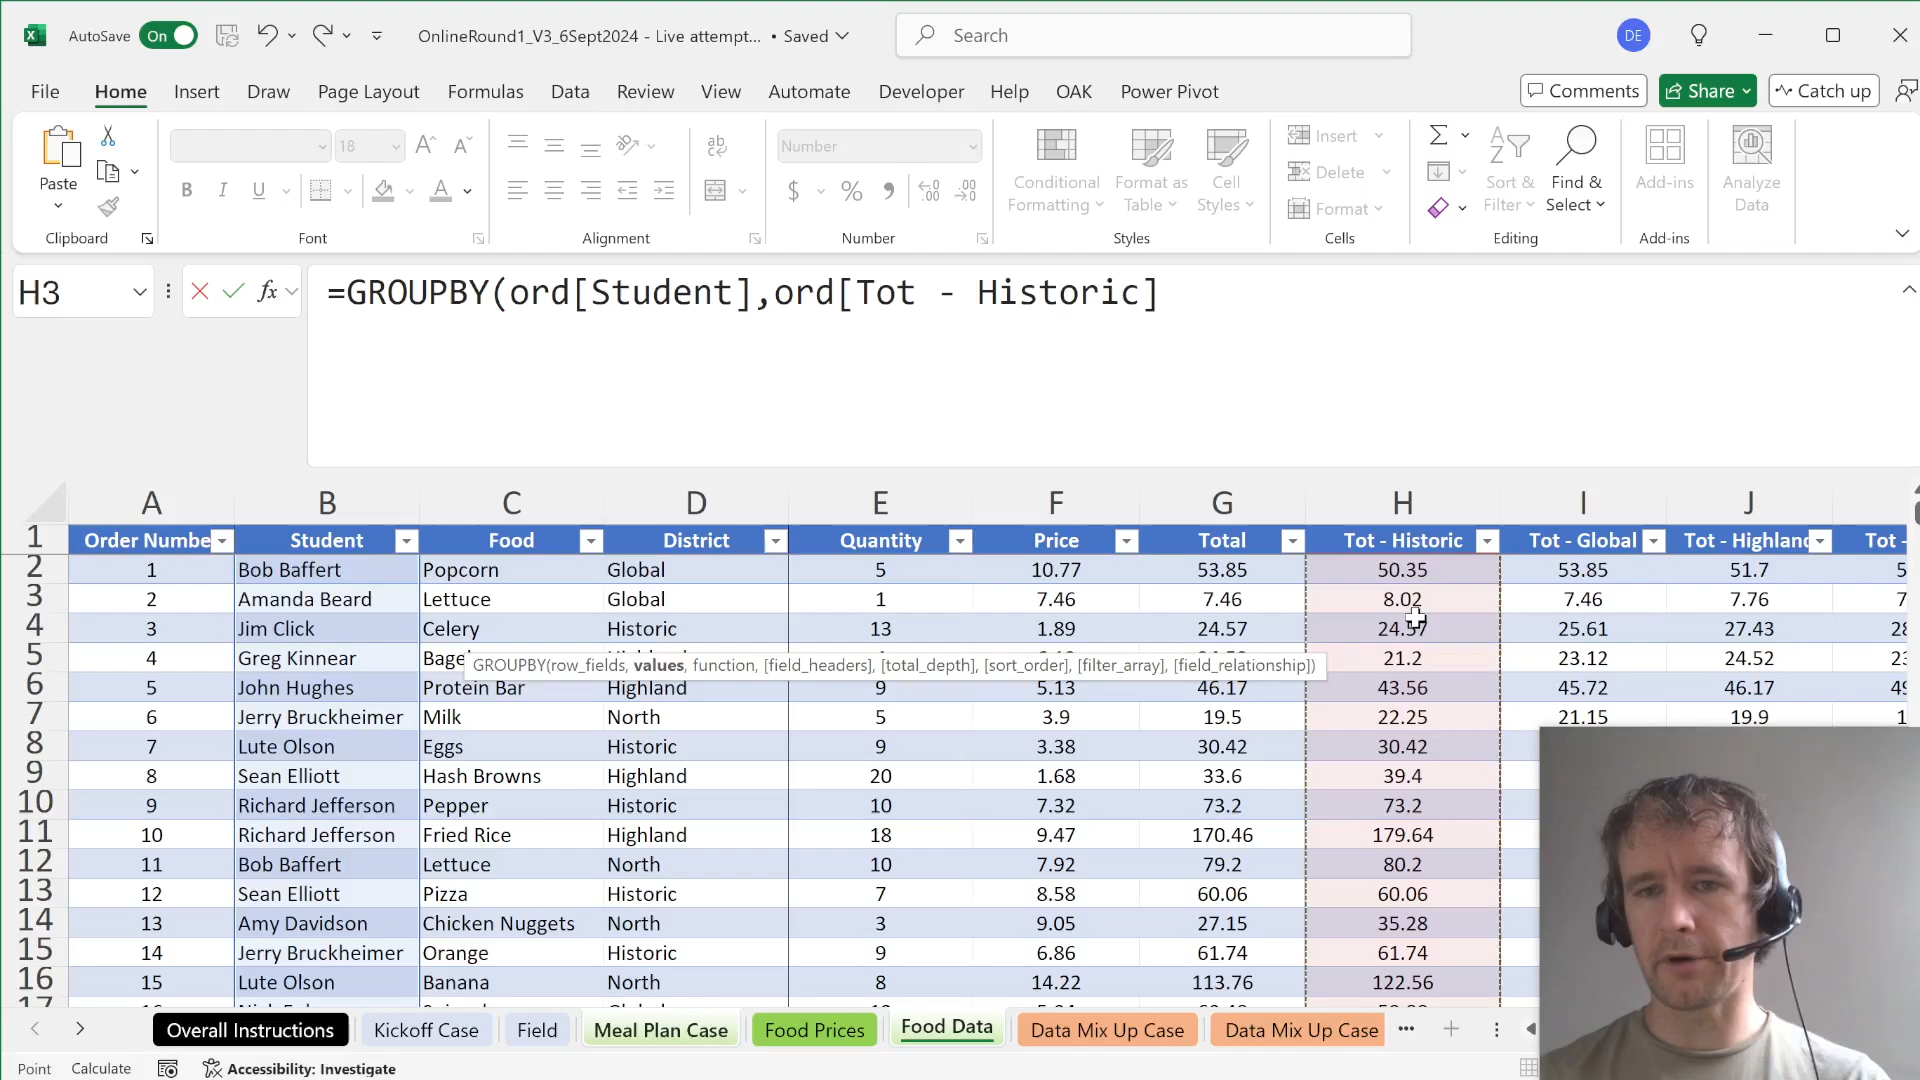 AutoSave On OnlineRound1_V3_6Sept2024 - Live attempt... • Saved Search DE
File Home Insert Draw Page Layout Formulas Data Review View Automate Developer Help OAK Power Pivot Comments Share Catch up
Paste
Clipboard
18
B I U
Font
ab
Alignment
Number
$ % 9
Number
Conditional Formatting
Format as Table
Cell Styles
Styles
Insert
Delete
Format
Cells
Sort & Filter
Find & Select
Editing
Add-ins
Add-ins
Analyze Data
H3 fx =GROUPBY(ord[Student],ord[Tot - Historic]
A B C D E F G H I J
1 Order Numbe Student Food District Quantity Price Total Tot - Historic Tot - Global Tot - Highland Tot -
2 1 Bob Baffert Popcorn Global 5 10.77 53.85 50.35 53.85 51.7 5
3 2 Amanda Beard Lettuce Global 1 7.46 7.46 8.02 7.46 7.76 7
4 3 Jim Click Celery Historic 13 1.89 24.57 24.57 25.61 27.43 28
5 4 Greg Kinnear Bage 21.2 23.12 24.52 23
GROUPBY(row_fields, values, function, [field_headers], [total_depth], [sort_order], [filter_array], [field_relationship])
6 5 John Hughes Protein Bar Highland 9 5.13 46.17 43.56 45.72 46.17 49
7 6 Jerry Bruckheimer Milk North 5 3.9 19.5 22.25 21.15 19.9 1
8 7 Lute Olson Eggs Historic 9 3.38 30.42 30.42
9 8 Sean Elliott Hash Browns Highland 20 1.68 33.6 39.4
10 9 Richard Jefferson Pepper Historic 10 7.32 73.2 73.2
11 10 Richard Jefferson Fried Rice Highland 18 9.47 170.46 179.64
12 11 Bob Baffert Lettuce North 10 7.92 79.2 80.2
13 12 Sean Elliott Pizza Historic 7 8.58 60.06 60.06
14 13 Amy Davidson Chicken Nuggets North 3 9.05 27.15 35.28
15 14 Jerry Bruckheimer Orange Historic 9 6.86 61.74 61.74
16 15 Lute Olson Banana North 8 14.22 113.76 122.56
17
Overall Instructions Kickoff Case Field Meal Plan Case Food Prices Food Data Data Mix Up Case Data Mix Up Case
Point Calculate Accessibility: Investigate